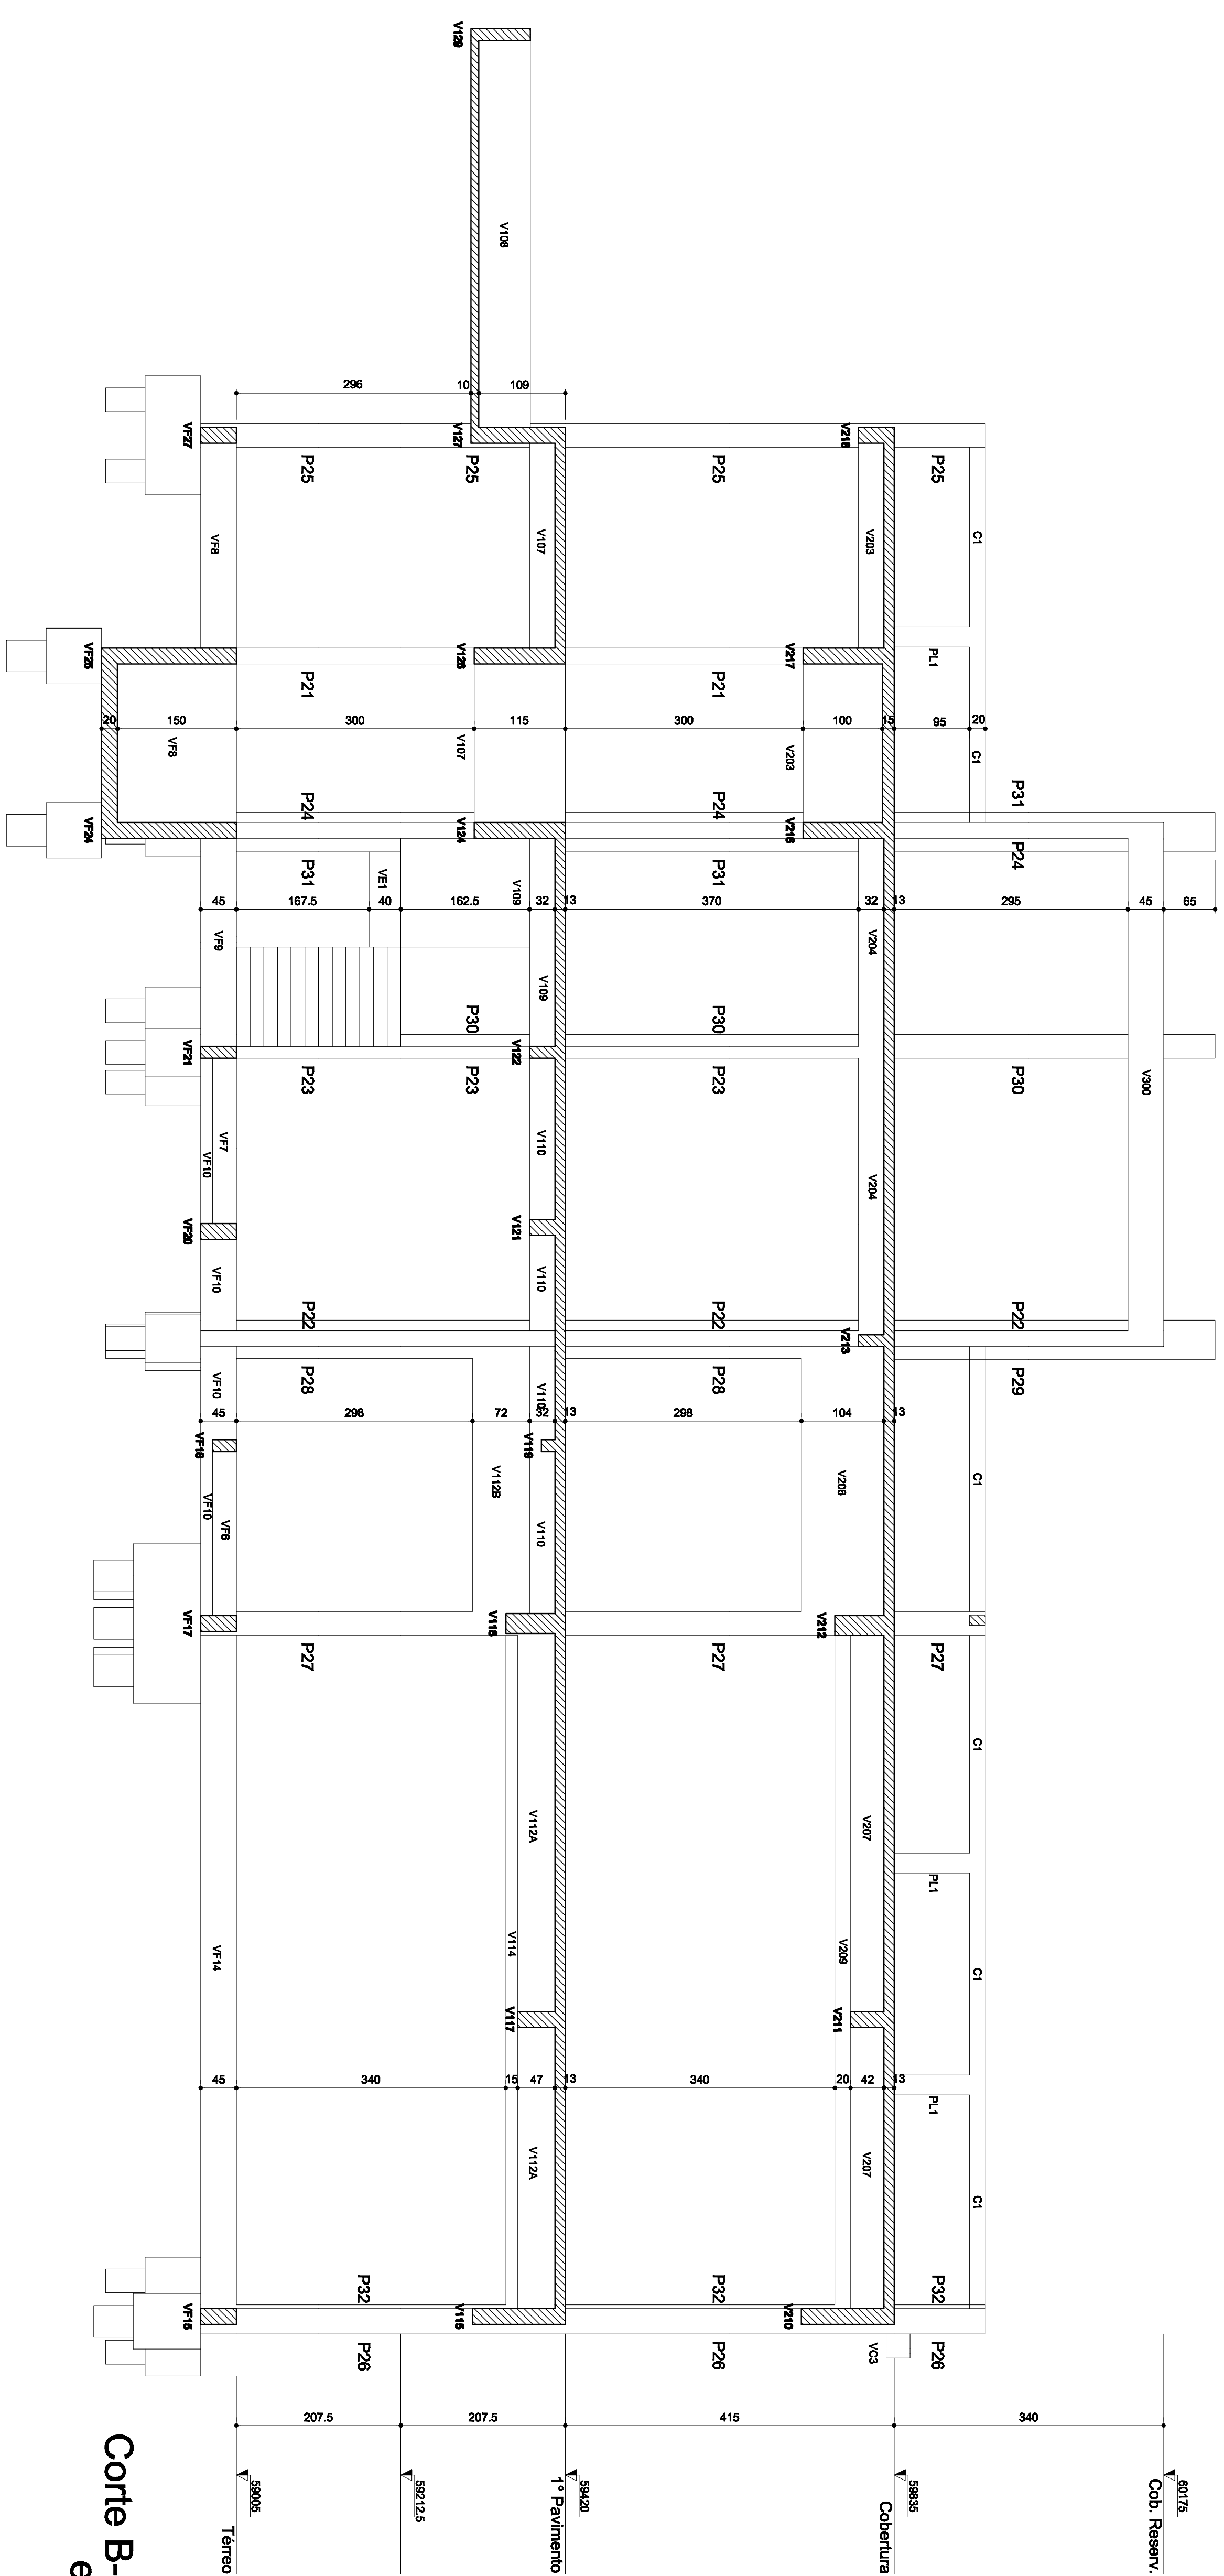 60175
Cob. Reserv.
340
59835
Cobertura
415
59420
1° Pavimento
207.5
59212.5
207.5
59005
Térreo
P31
P29
65
45
V300
295
P24
P30
P30
P22
C1
C1
C1
C1
C1
C1
20
95
15
PL1
PL1
PL1
P25
P27
P32
P26
VC3
13
13
13
V218
V203
V217
V203
100
V216
V204
32
V204
V213
V206
104
V212
V207
V209
V211
42
20
V207
V210
P25
P21
300
P24
P31
370
P30
P23
P22
P28
298
P27
340
P32
P26
V129
V108
109
10
V127
V107
V126
115
V107
V124
V109
32
13
V109
V122
V110
V121
V110
V110
32
13
V119
72
V112B
V110
V118
V112A
V114
V117
47
13
15
V112A
V115
296
P25
P25
P21
300
P24
P31
VE1
162.5
40
167.5
P30
P23
P23
P22
P28
298
P27
340
P32
P26
VF27
VF8
VF25
20
150
VF8
VF24
45
VF9
VF21
VF7
VF10
VF20
VF10
VF10
45
VF18
VF10
VF6
VF17
VF14
45
VF15
Corte B-
e